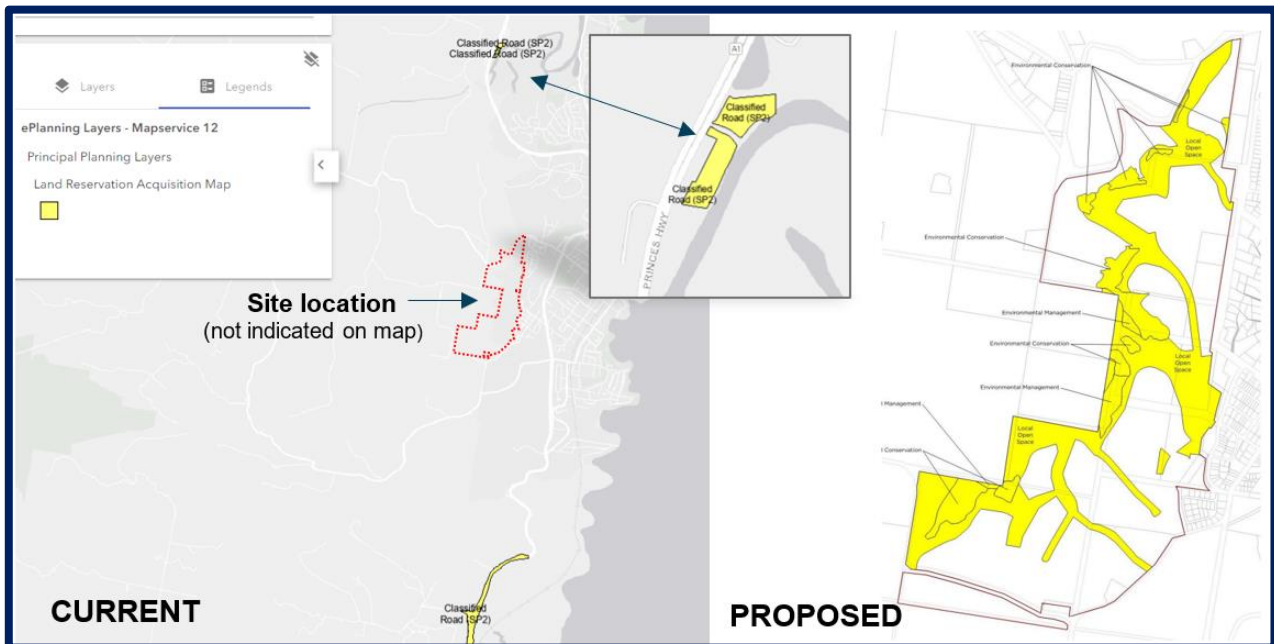 Layers
Legends
ePlanning Layers - Mapservice 12
Principal Planning Layers
Land Reservation Acquisition Map
Classified Road (SP2)
Classified Road (SP2)
A1
Classified
Road (SP2)
Classified
Road (SP2)
PRINCES HWY
Site location
(not indicated on map)
Classified
Road (SP2)
CURRENT
Environmental Conservation
Local
Open
Space
Environmental Conservation
Environmental Management
Environmental Conservation
Local
Open
Space
Environmental Management
l Management
Local
Open
Space
l Conservation
PROPOSED